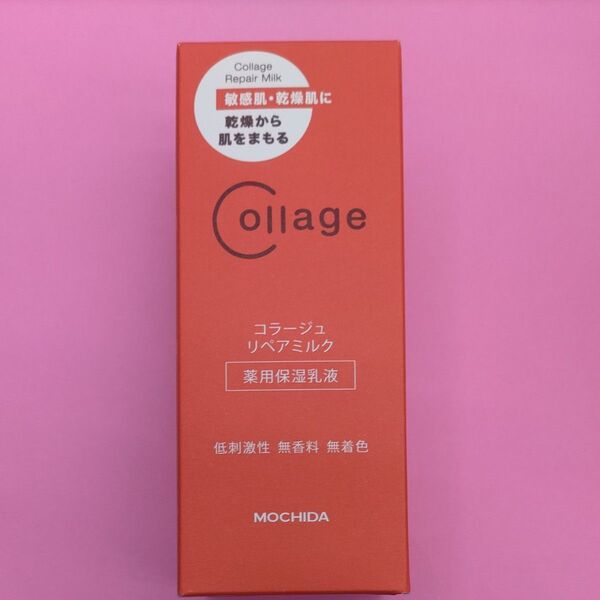 Collage
Repair Milk
敏感肌・乾燥肌に
乾燥から
肌をまもる
Collage
コラージュ
リペアミルク
薬用保湿乳液
低刺激性 無香料 無着色
MOCHIDA